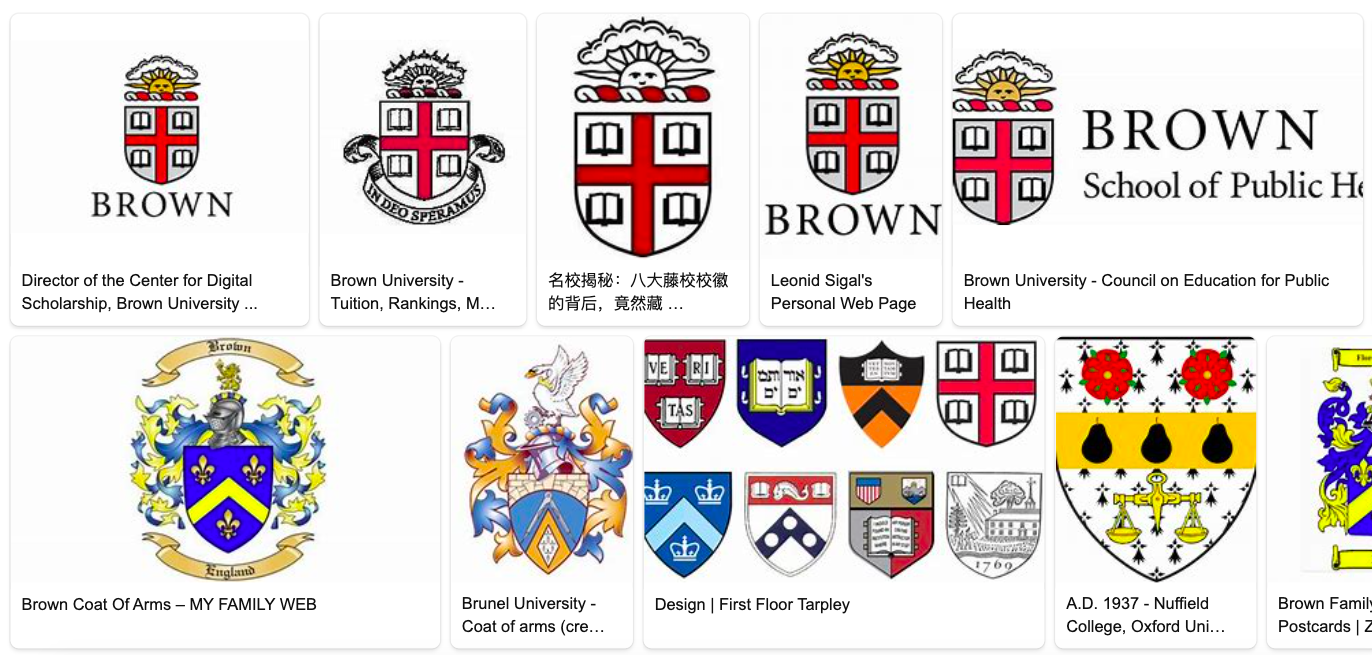 BROWN
Director of the Center for Digital
Scholarship, Brown University ...
IN DEO SPERAMUS
Brown University -
Tuition, Rankings, M...
名校揭秘：八大藤校校徽
的背后，竟然藏 ...
BROWN
Leonid Sigal's
Personal Web Page
BROWN
School of Public He
Brown University - Council on Education for Public
Health
Brown
England
Brown Coat Of Arms – MY FAMILY WEB
Brunel University -
Coat of arms (cre...
VE RI
TAS
1769
Design | First Floor Tarpley
A.D. 1937 - Nuffield
College, Oxford Uni...
Brown Family
Postcards | Z